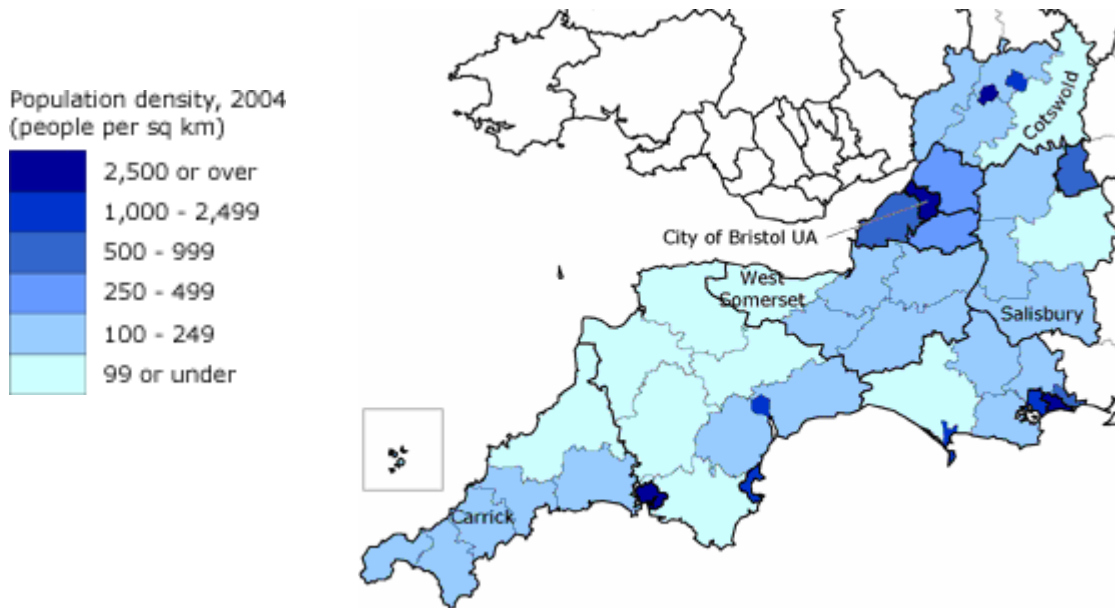 Population density, 2004
(people per sq km)
2,500 or over
1,000 - 2,499
500 - 999
250 - 499
100 - 249
99 or under
Cotswold
City of Bristol UA
West
Somerset
Salisbury
Carrick